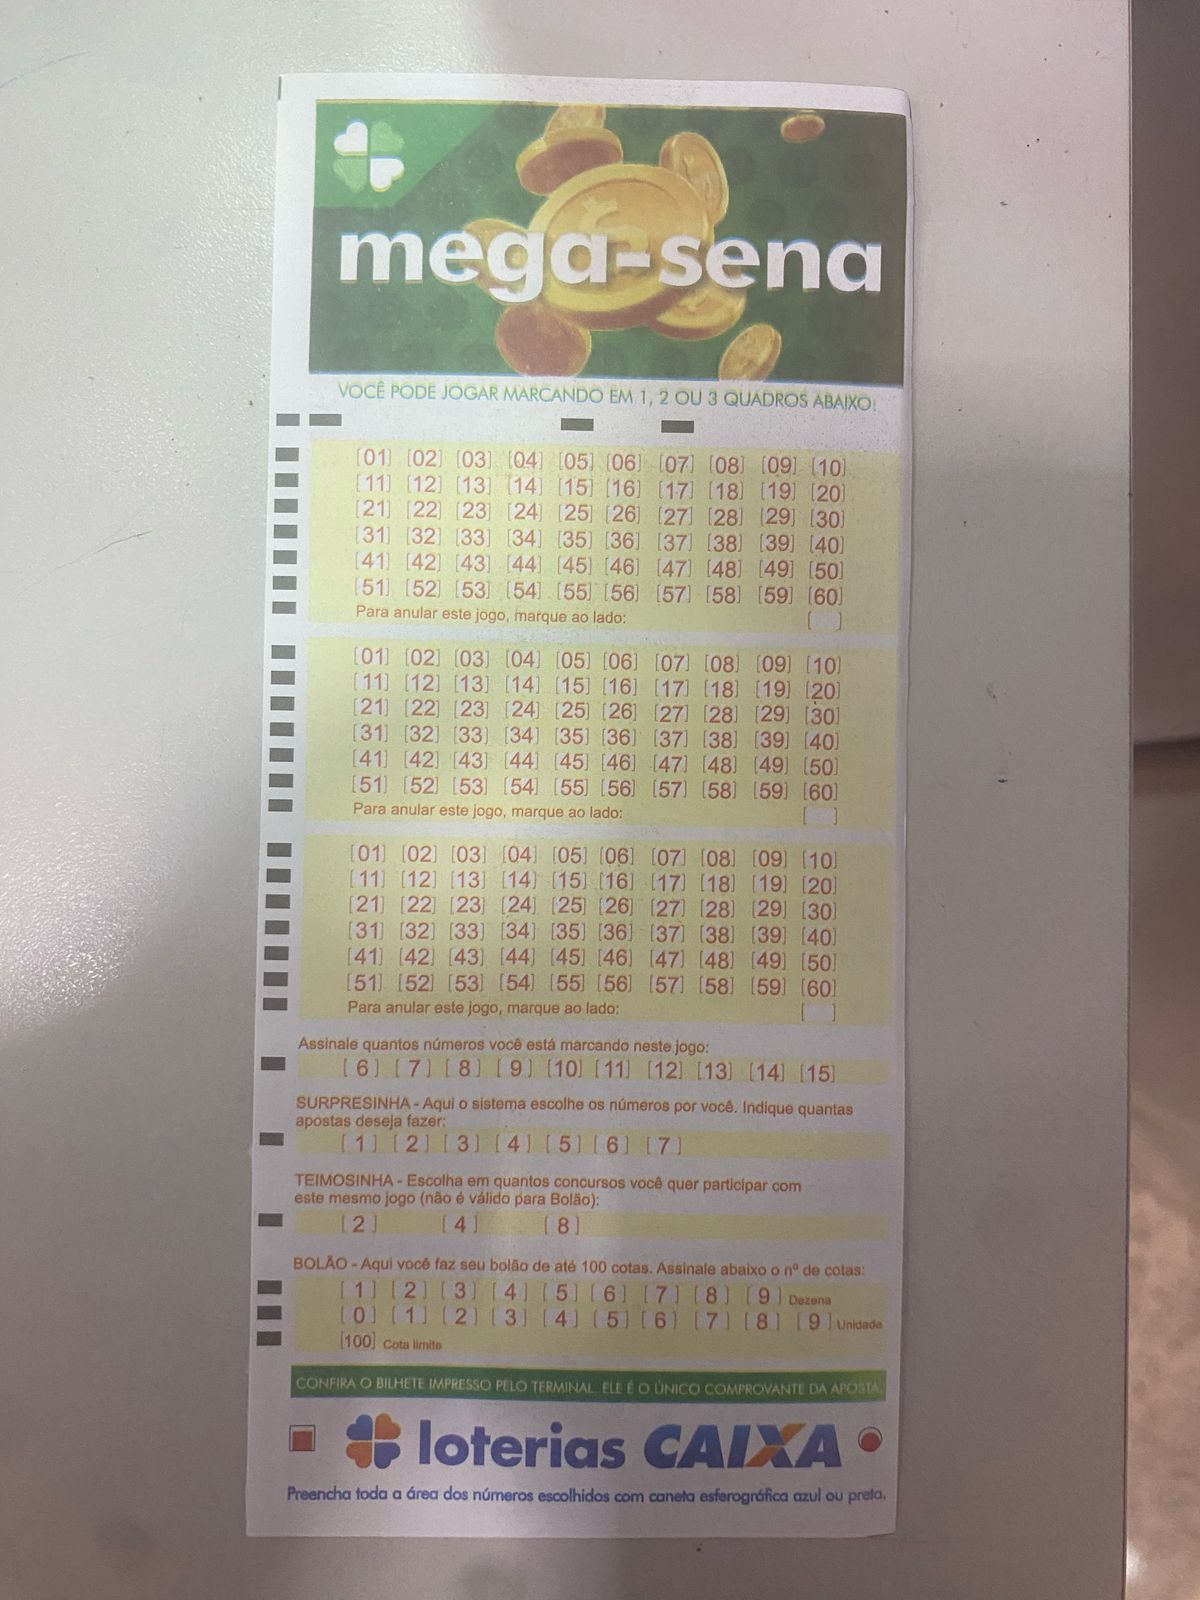 mega-sena
VOCÊ PODE JOGAR MARCANDO EM 1, 2 OU 3 QUADROS ABAIXO!
[01] [02] [03] [04] [05] [06] [07] [08] [09] [10]
[11] [12] [13] [14] [15] [16] [17] [18] [19] [20]
[21] [22] [23] [24] [25] [26] [27] [28] [29] [30]
[31] [32] [33] [34] [35] [36] [37] [38] [39] [40]
[41] [42] [43] [44] [45] [46] [47] [48] [49] [50]
[51] [52] [53] [54] [55] [56] [57] [58] [59] [60]
Para anular este jogo, marque ao lado: [ ]
[01] [02] [03] [04] [05] [06] [07] [08] [09] [10]
[11] [12] [13] [14] [15] [16] [17] [18] [19] [20]
[21] [22] [23] [24] [25] [26] [27] [28] [29] [30]
[31] [32] [33] [34] [35] [36] [37] [38] [39] [40]
[41] [42] [43] [44] [45] [46] [47] [48] [49] [50]
[51] [52] [53] [54] [55] [56] [57] [58] [59] [60]
Para anular este jogo, marque ao lado: [ ]
[01] [02] [03] [04] [05] [06] [07] [08] [09] [10]
[11] [12] [13] [14] [15] [16] [17] [18] [19] [20]
[21] [22] [23] [24] [25] [26] [27] [28] [29] [30]
[31] [32] [33] [34] [35] [36] [37] [38] [39] [40]
[41] [42] [43] [44] [45] [46] [47] [48] [49] [50]
[51] [52] [53] [54] [55] [56] [57] [58] [59] [60]
Para anular este jogo, marque ao lado: [ ]
Assinale quantos números você está marcando neste jogo:
[ 6 ] [ 7 ] [ 8 ] [ 9 ] [10] [11] [12] [13] [14] [15]
SURPRESINHA - Aqui o sistema escolhe os números por você. Indique quantas
apostas deseja fazer:
[ 1 ] [ 2 ] [ 3 ] [ 4 ] [ 5 ] [ 6 ] [ 7 ]
TEIMOSINHA - Escolha em quantos concursos você quer participar com
este mesmo jogo (não é válido para Bolão):
[ 2 ] [ 4 ] [ 8 ]
BOLÃO - Aqui você faz seu bolão de até 100 cotas. Assinale abaixo o nº de cotas:
[ 1 ] [ 2 ] [ 3 ] [ 4 ] [ 5 ] [ 6 ] [ 7 ] [ 8 ] [ 9 ] Dezena
[ 0 ] [ 1 ] [ 2 ] [ 3 ] [ 4 ] [ 5 ] [ 6 ] [ 7 ] [ 8 ] [ 9 ] Unidade
[100] Cota limite
CONFIRA O BILHETE IMPRESSO PELO TERMINAL. ELE É O ÚNICO COMPROVANTE DA APOSTA.
loterias CAIXA
Preencha toda a área dos números escolhidos com caneta esferográfica azul ou preta.